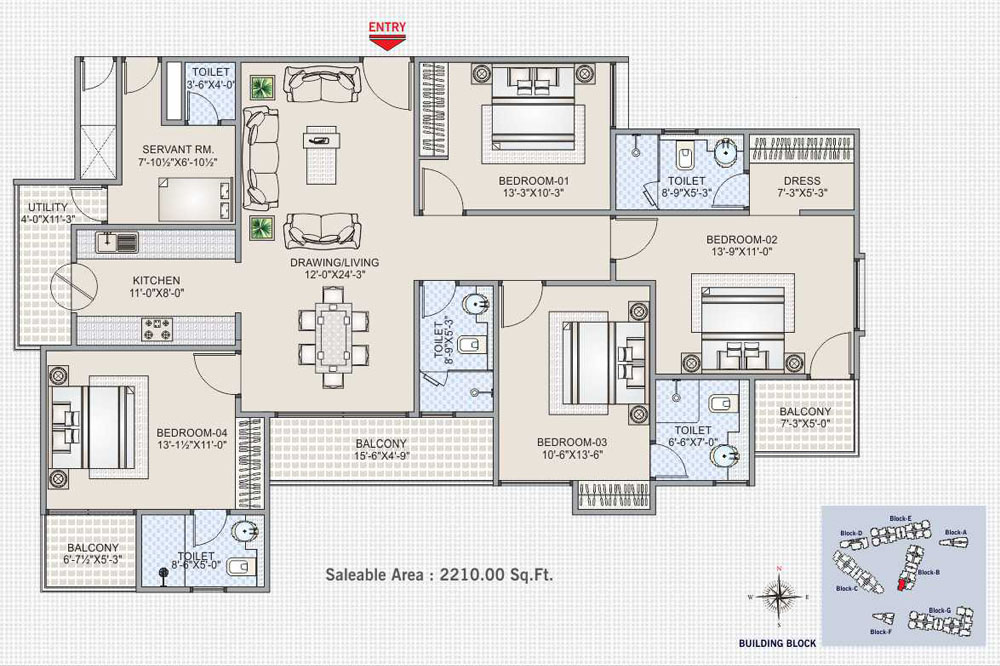 ENTRY
TOILET
3'-6"X4'-0"
SERVANT RM.
7'-10½"X6'-10½"
BEDROOM-01
13'-3"X10'-3"
TOILET
8'-9"X5'-3"
DRESS
7'-3"X5'-3"
UTILITY
4'-0"X11'-3"
BEDROOM-02
13'-9"X11'-0"
DRAWING/LIVING
12'-0"X24'-3"
KITCHEN
11'-0"X8'-0"
TOILET
8'-9"X5'-3"
BALCONY
7'-3"X5'-0"
BEDROOM-04
13'-1½"X11'-0"
BALCONY
15'-6"X4'-9"
BEDROOM-03
10'-6"X13'-6"
TOILET
6'-6"X7'-0"
BALCONY
6'-7½"X5'-3"
TOILET
8'-6"X5'-0"
Saleable Area : 2210.00 Sq.Ft.
N
W
E
S
BUILDING BLOCK
Block-E
Block-D
Block-A
Block-B
Block-C
Block-G
Block-F